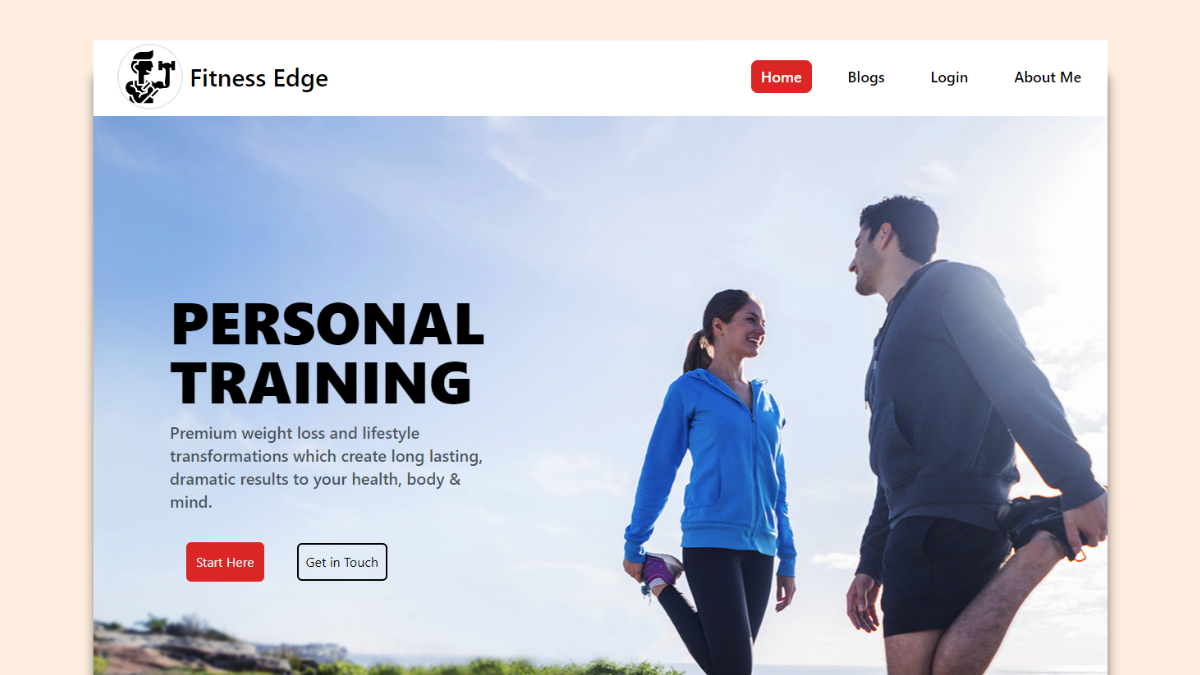 Fitness Edge
Home
Blogs
Login
About Me
PERSONAL
TRAINING
Premium weight loss and lifestyle
transformations which create long lasting,
dramatic results to your health, body &
mind.
Start Here
Get in Touch